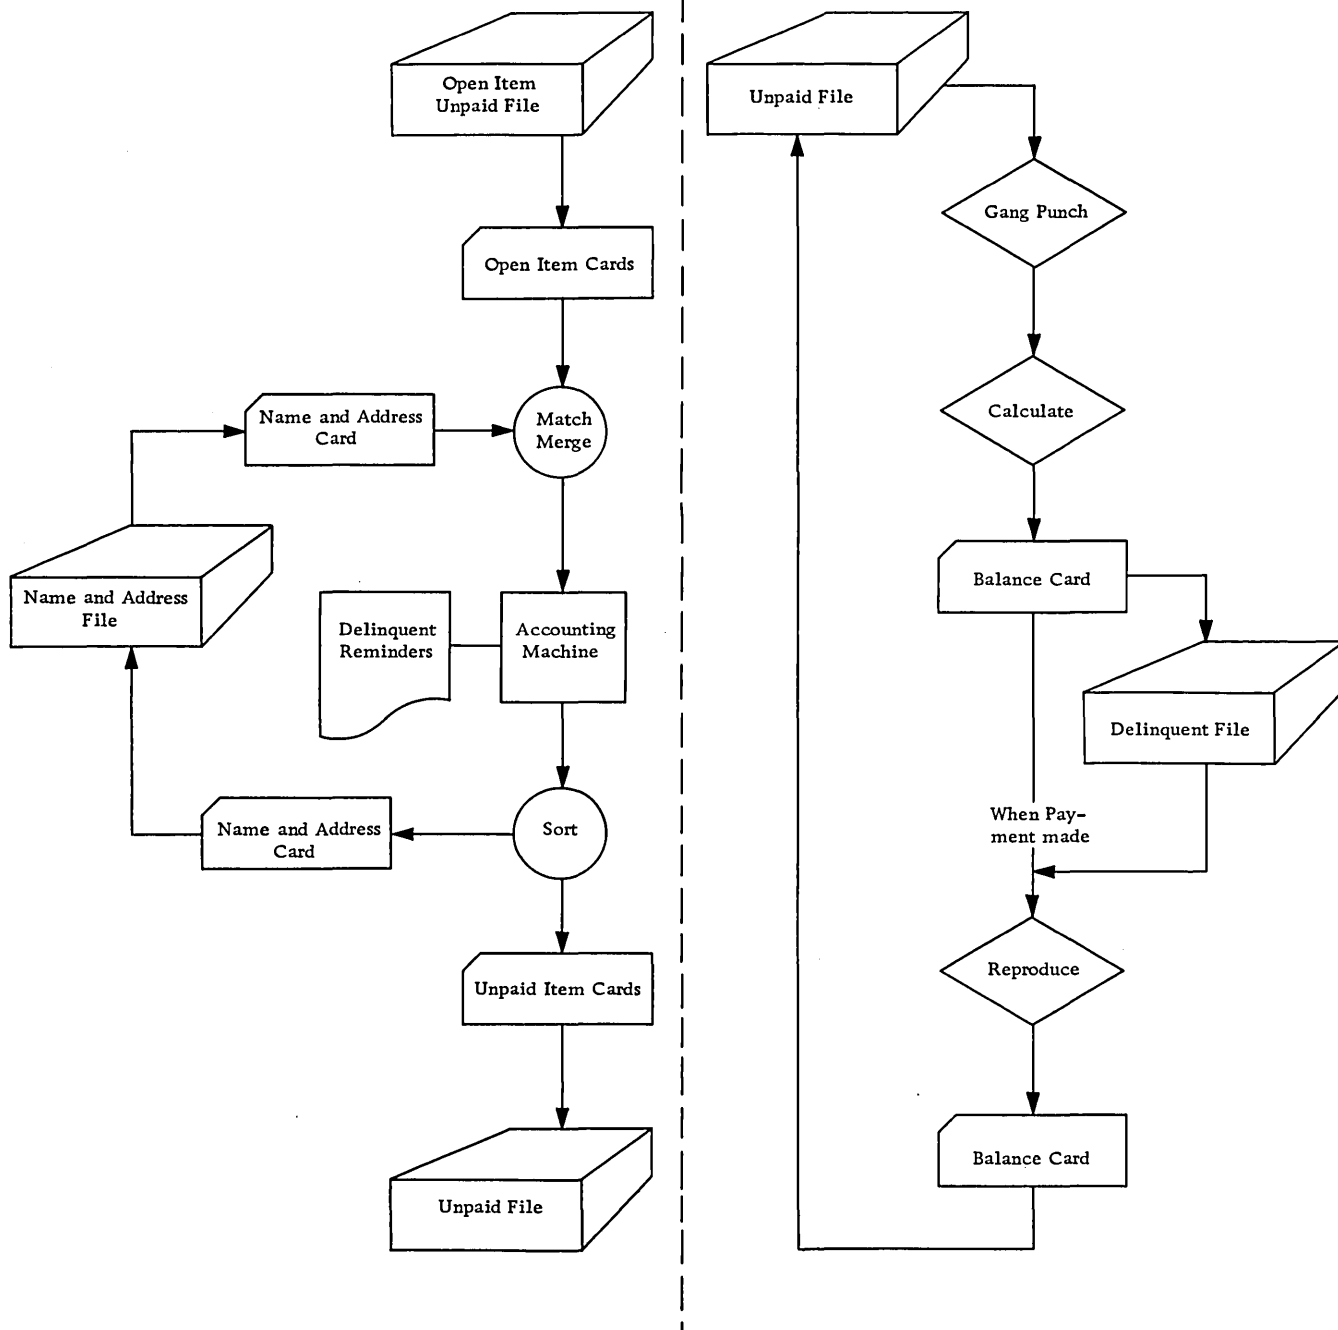 Open Item
Unpaid File
Open Item Cards
Name and Address
Card
Match
Merge
Name and Address
File
Delinquent
Reminders
Accounting
Machine
Name and Address
Card
Sort
Unpaid Item Cards
Unpaid File
Unpaid File
Gang Punch
Calculate
Balance Card
Delinquent File
When Pay-
ment made
Reproduce
Balance Card